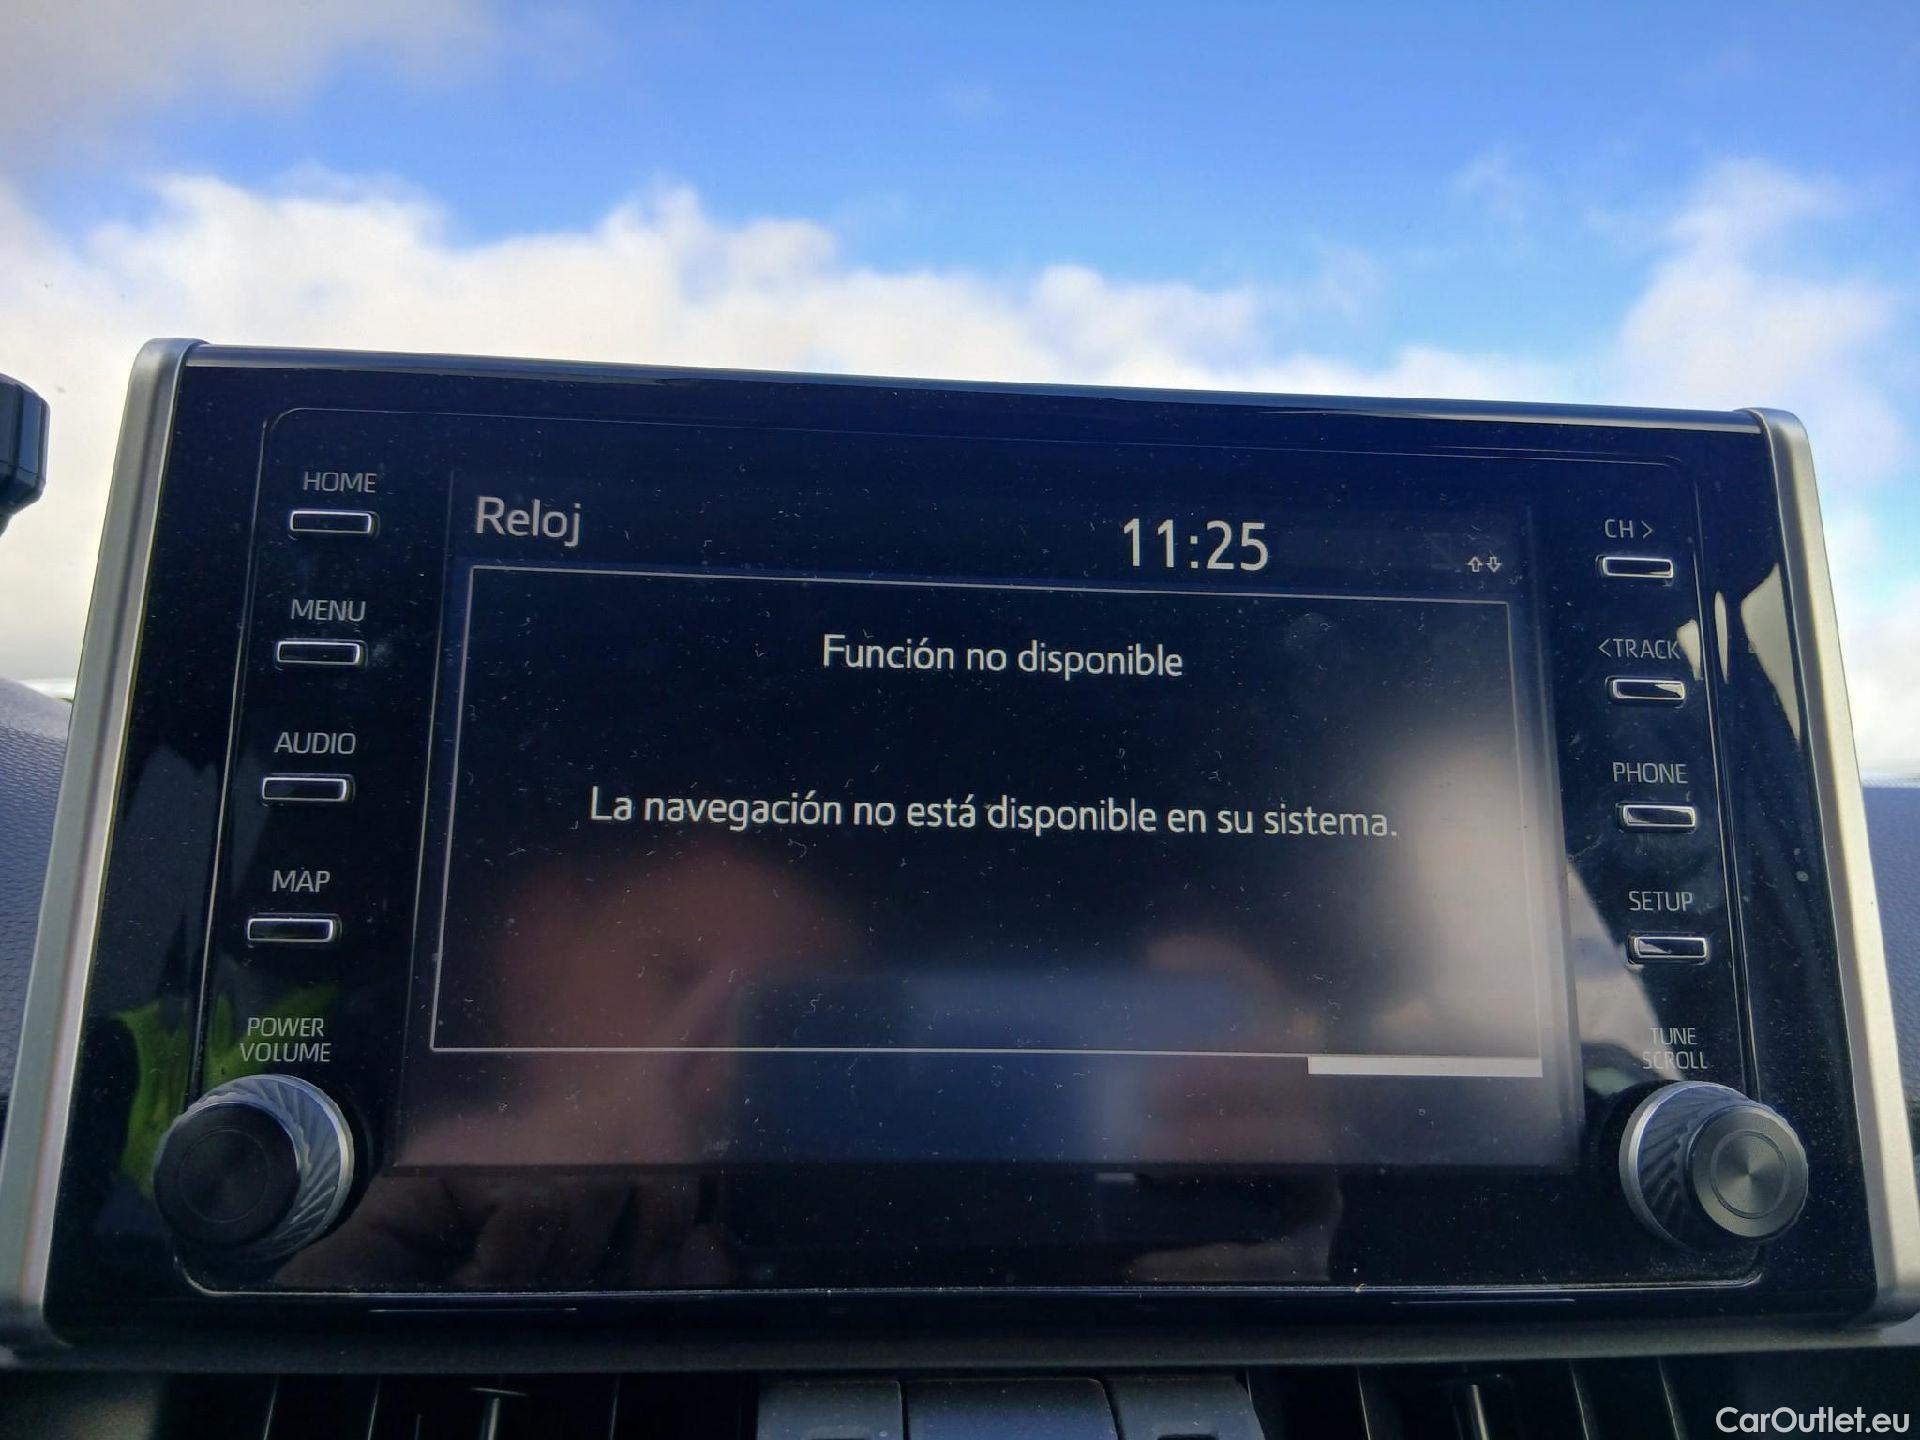 HOME
Reloj
11:25
CH >
MENU
Función no disponible
<TRACK
AUDIO
PHONE
La navegación no está disponible en su sistema.
MAP
SETUP
POWER
VOLUME
TUNE
SCROLL
CarOutlet.eu